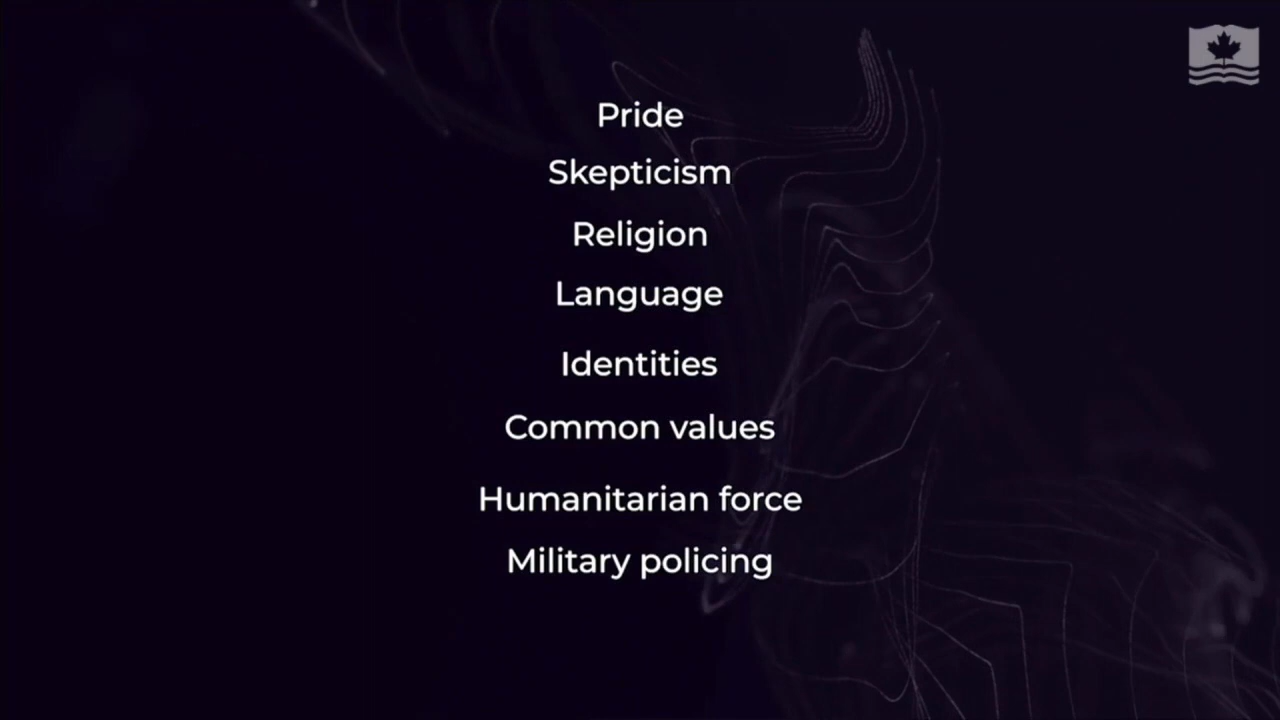 Pride
Skepticism
Religion
Language
Identities
Common values
Humanitarian force
Military policing